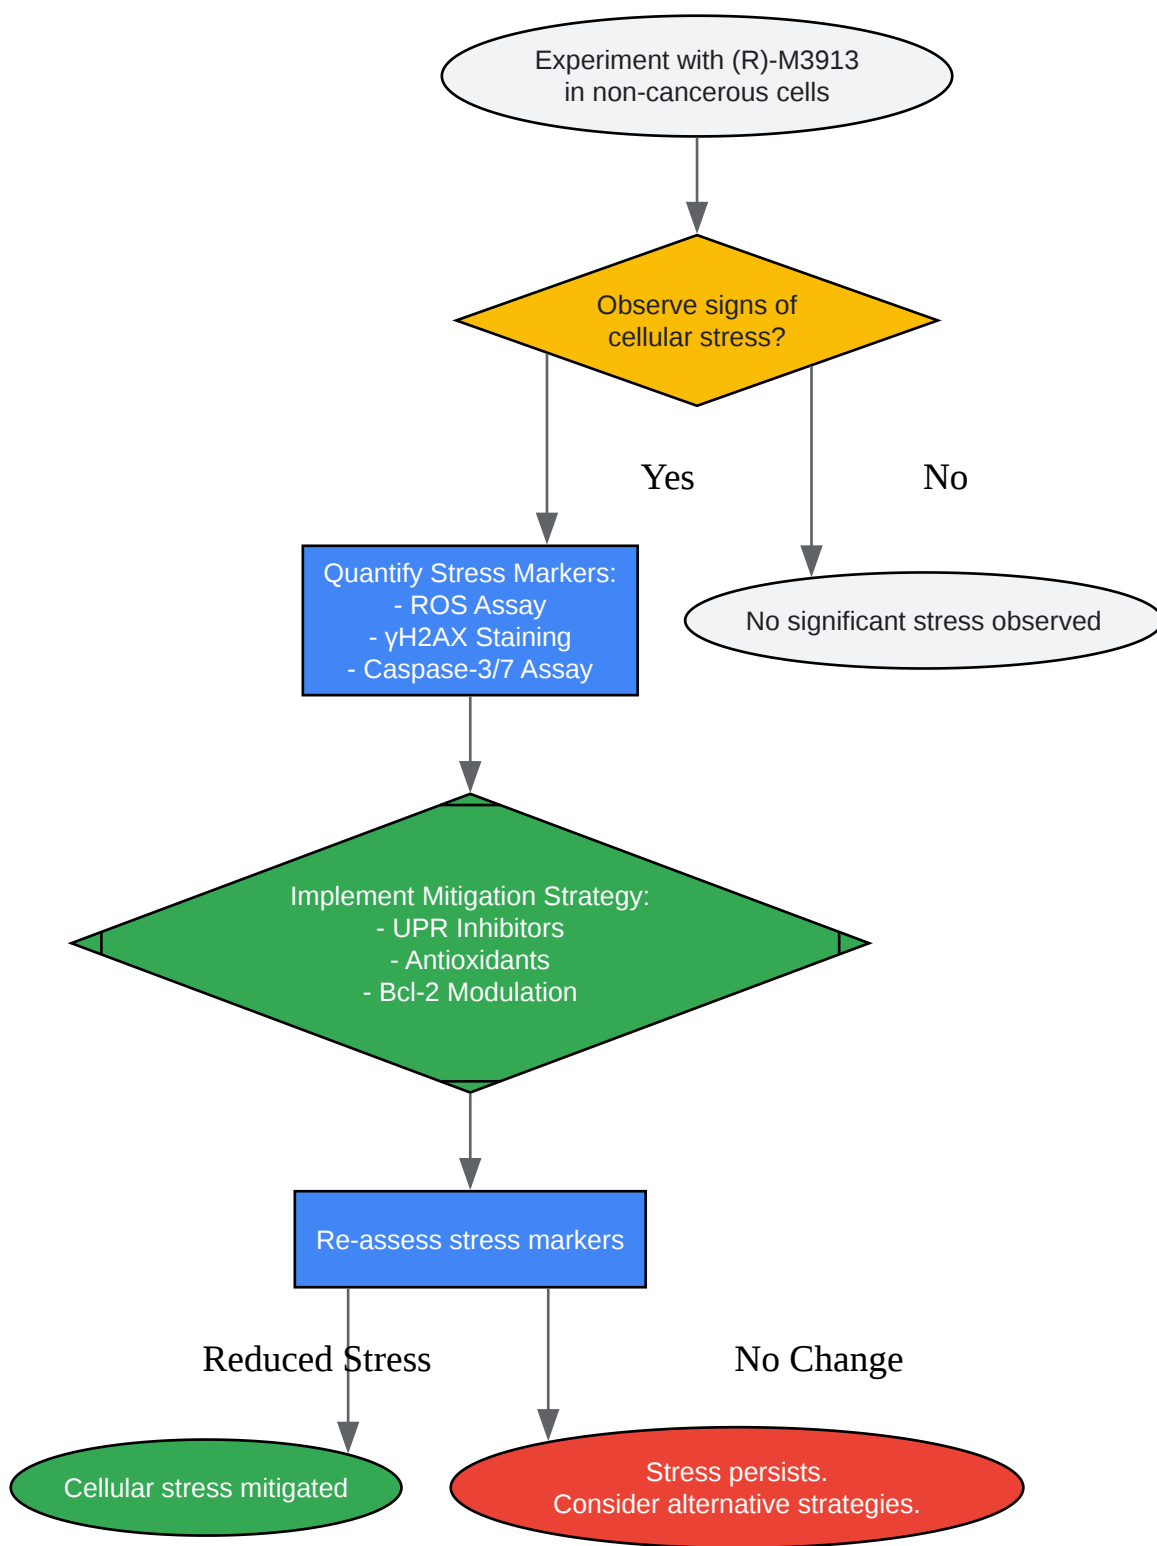 Experiment with (R)-M3913
in non-cancerous cells
Observe signs of
cellular stress?
Yes
No
Quantify Stress Markers:
- ROS Assay
- γH2AX Staining
- Caspase-3/7 Assay
No significant stress observed
Implement Mitigation Strategy:
- UPR Inhibitors
- Antioxidants
- Bcl-2 Modulation
Re-assess stress markers
Reduced Stress
No Change
Cellular stress mitigated
Stress persists.
Consider alternative strategies.